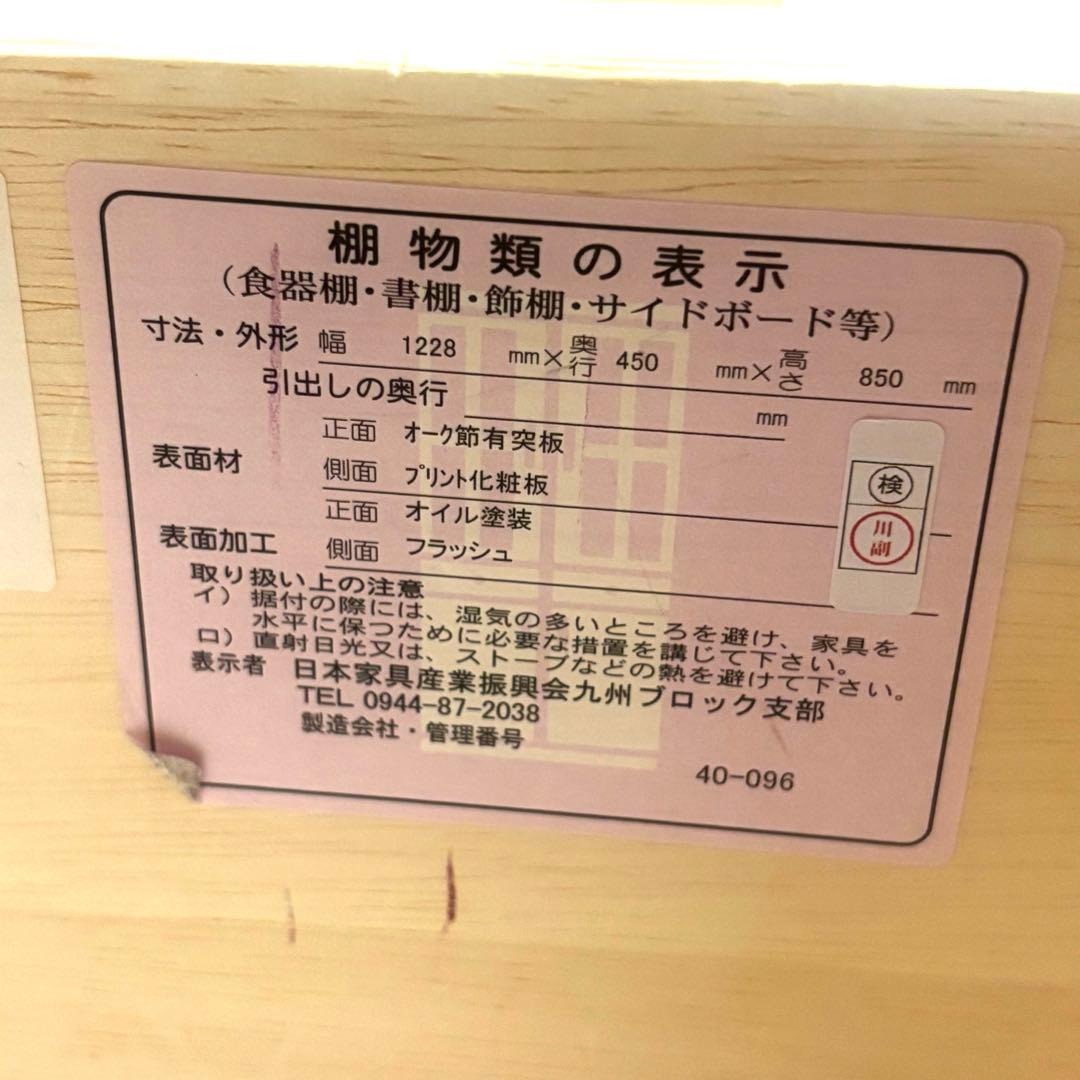 棚物類の表示
(食器棚・書棚・飾棚・サイドボード等)
寸法・外形 幅 1228 mm×奥行 450 mm×高さ 850 mm
引出しの奥行 mm
表面材 正面 オーク節有突板
側面 プリント化粧板
表面加工 正面 オイル塗装
側面 フラッシュ
検
川副
取り扱い上の注意
イ) 据付の際には、湿気の多いところを避け、家具を
水平に保つために必要な措置を講じて下さい。
ロ) 直射日光又は、ストーブなどの熱を避けて下さい。
表示者 日本家具産業振興会九州ブロック支部
TEL 0944-87-2038
製造会社・管理番号
40-096